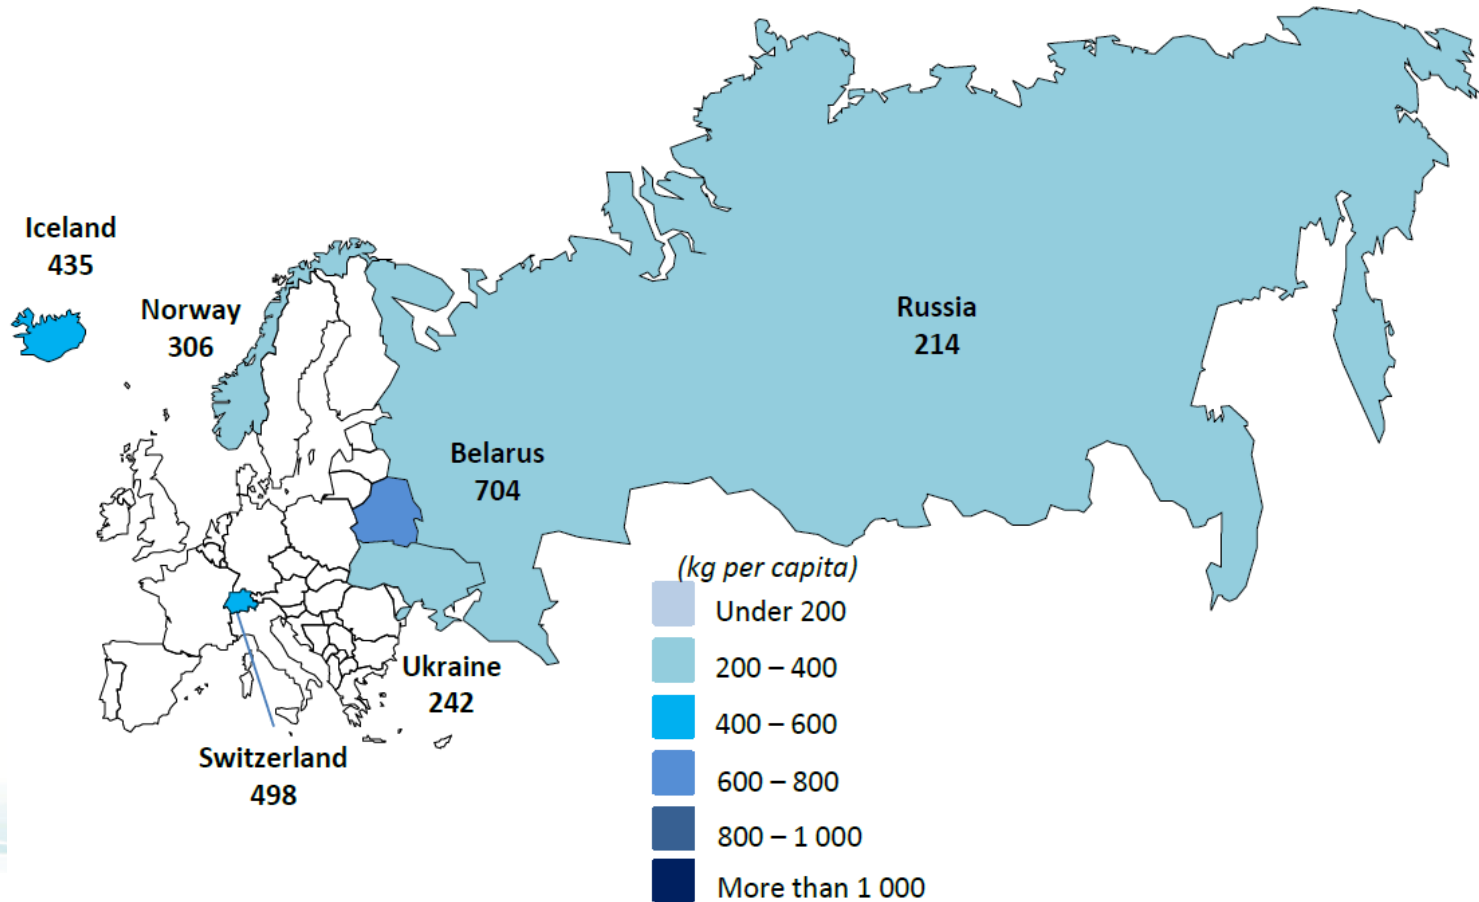 Iceland
435
Norway
306
Russia
214
Belarus
704
Ukraine
242
Switzerland
498
(kg per capita)
Under 200
200 – 400
400 – 600
600 – 800
800 – 1 000
More than 1 000